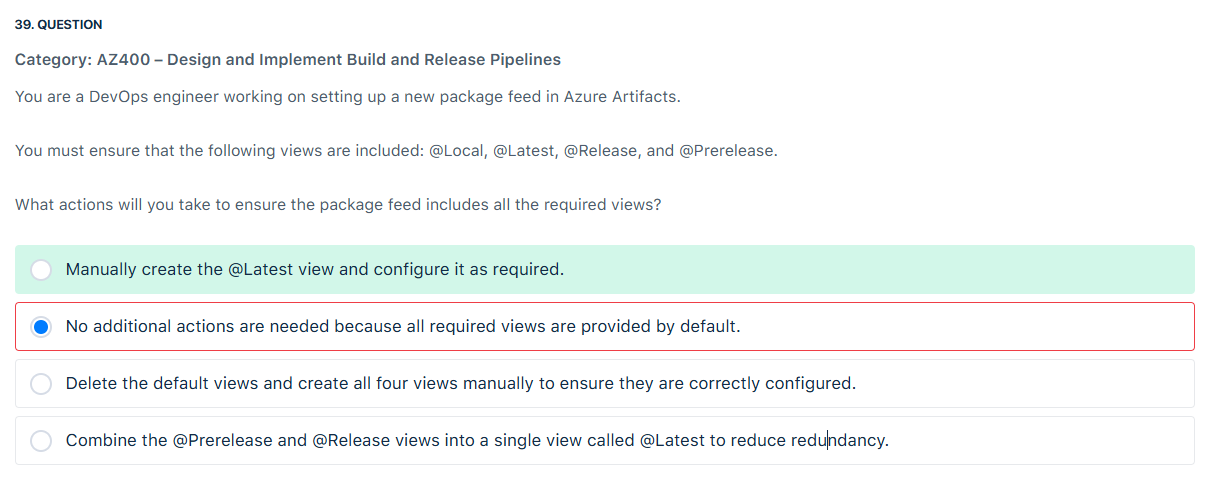 39. QUESTION
Category: AZ400 – Design and Implement Build and Release Pipelines
You are a DevOps engineer working on setting up a new package feed in Azure Artifacts.
You must ensure that the following views are included: @Local, @Latest, @Release, and @Prerelease.
What actions will you take to ensure the package feed includes all the required views?
Manually create the @Latest view and configure it as required.
No additional actions are needed because all required views are provided by default.
Delete the default views and create all four views manually to ensure they are correctly configured.
Combine the @Prerelease and @Release views into a single view called @Latest to reduce redundancy.